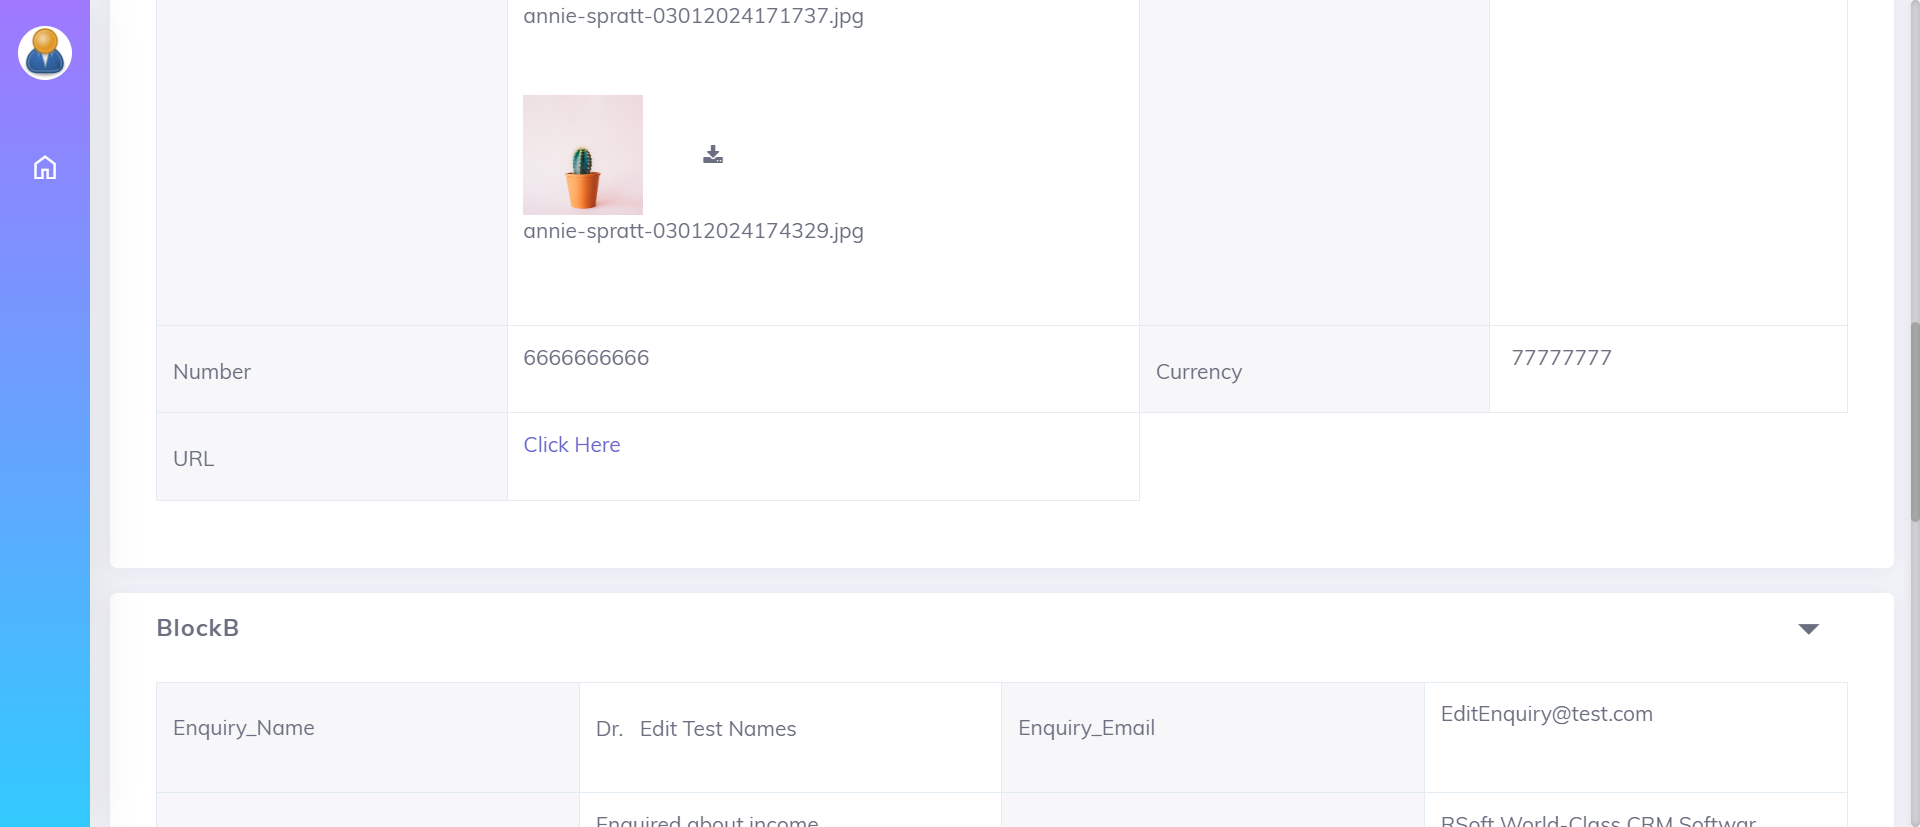 annie-spratt-03012024171737.jpg
annie-spratt-03012024174329.jpg
Number
6666666666
Currency
77777777
URL
Click Here
BlockB
Enquiry_Name
Dr. Edit Test Names
Enquiry_Email
EditEnquiry@test.com
Enquired about income
RSoft World-Class CRM Softwar